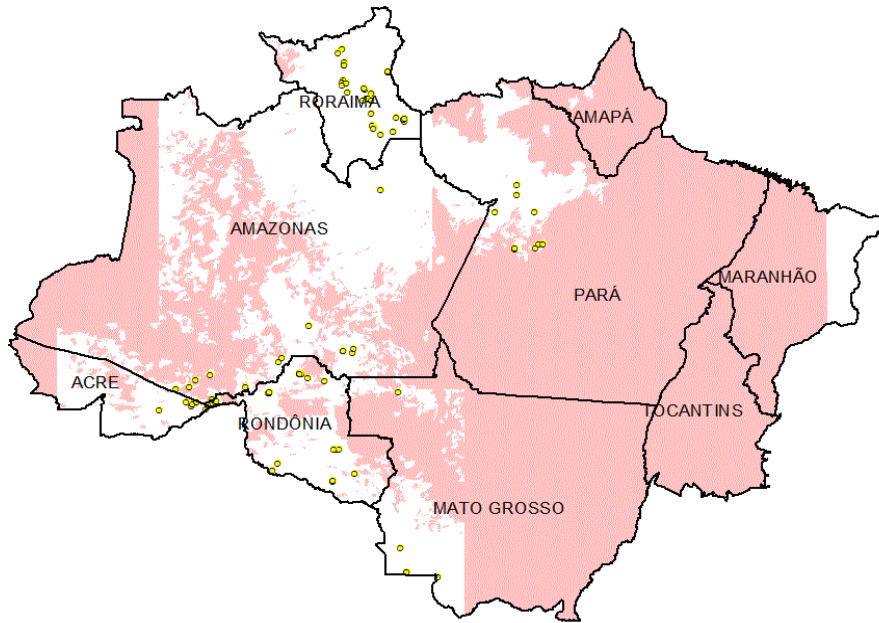 RORAIMA
AMAPÁ
AMAZONAS
MARANHÃO
PARÁ
ACRE
TOCANTINS
RONDÔNIA
MATO GROSSO